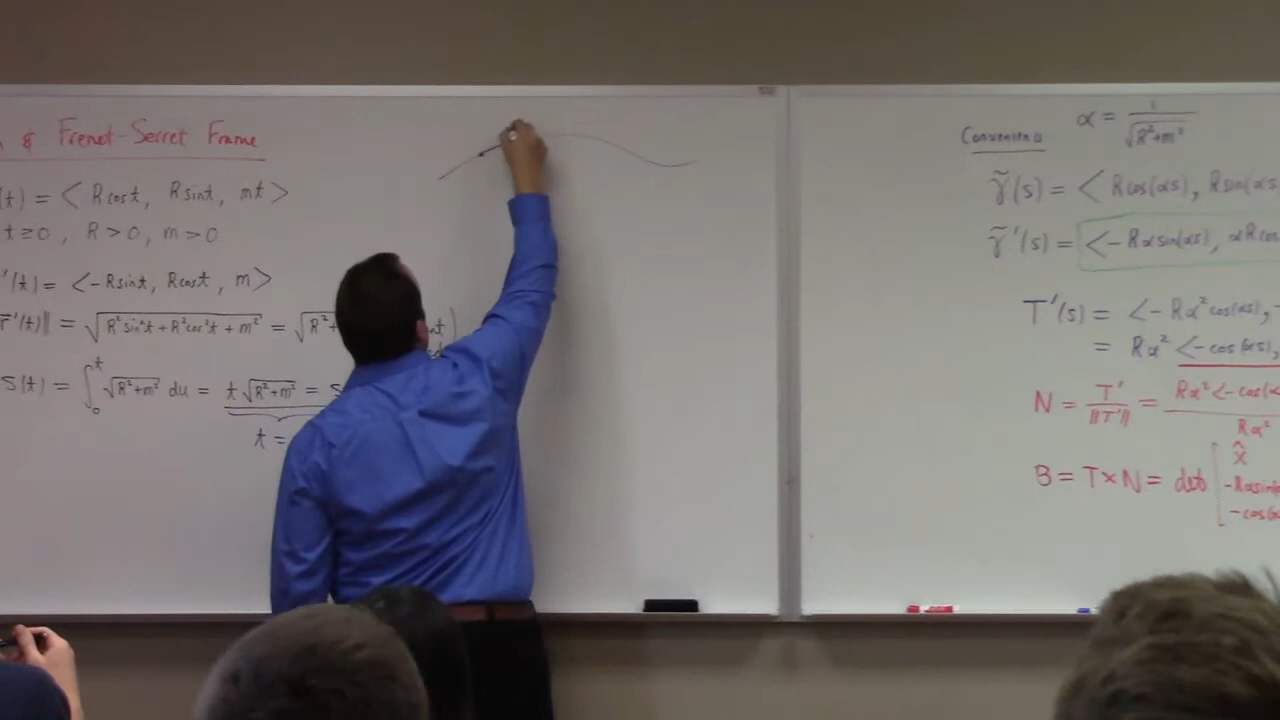 & Frenet-Serret Frame
(t) = < Rcost, Rsint, mt >
t≥0, R>0, m>0
'(t) = <-Rsint, Rcost, m>
r'(t)‖ = √R²sin²t + R²cos²t + m² = √R²+
S(t) = ∫₀ᵗ √R²+m² du = t √R²+m² = S
t =
Convenience
α = 1/√R²+m²
γ̃(s) = < Rcos(αs), Rsin(αs
γ̃'(s) = <-Rαsin(αs), αRcos
T'(s) = <-Rα²cos(αs), -
= Rα² <-cos(αs),
N = T'/‖T'‖ = Rα²<-cos(α / Rα²
B = T×N = det [ x̂
-Rαsin(
-cos(α